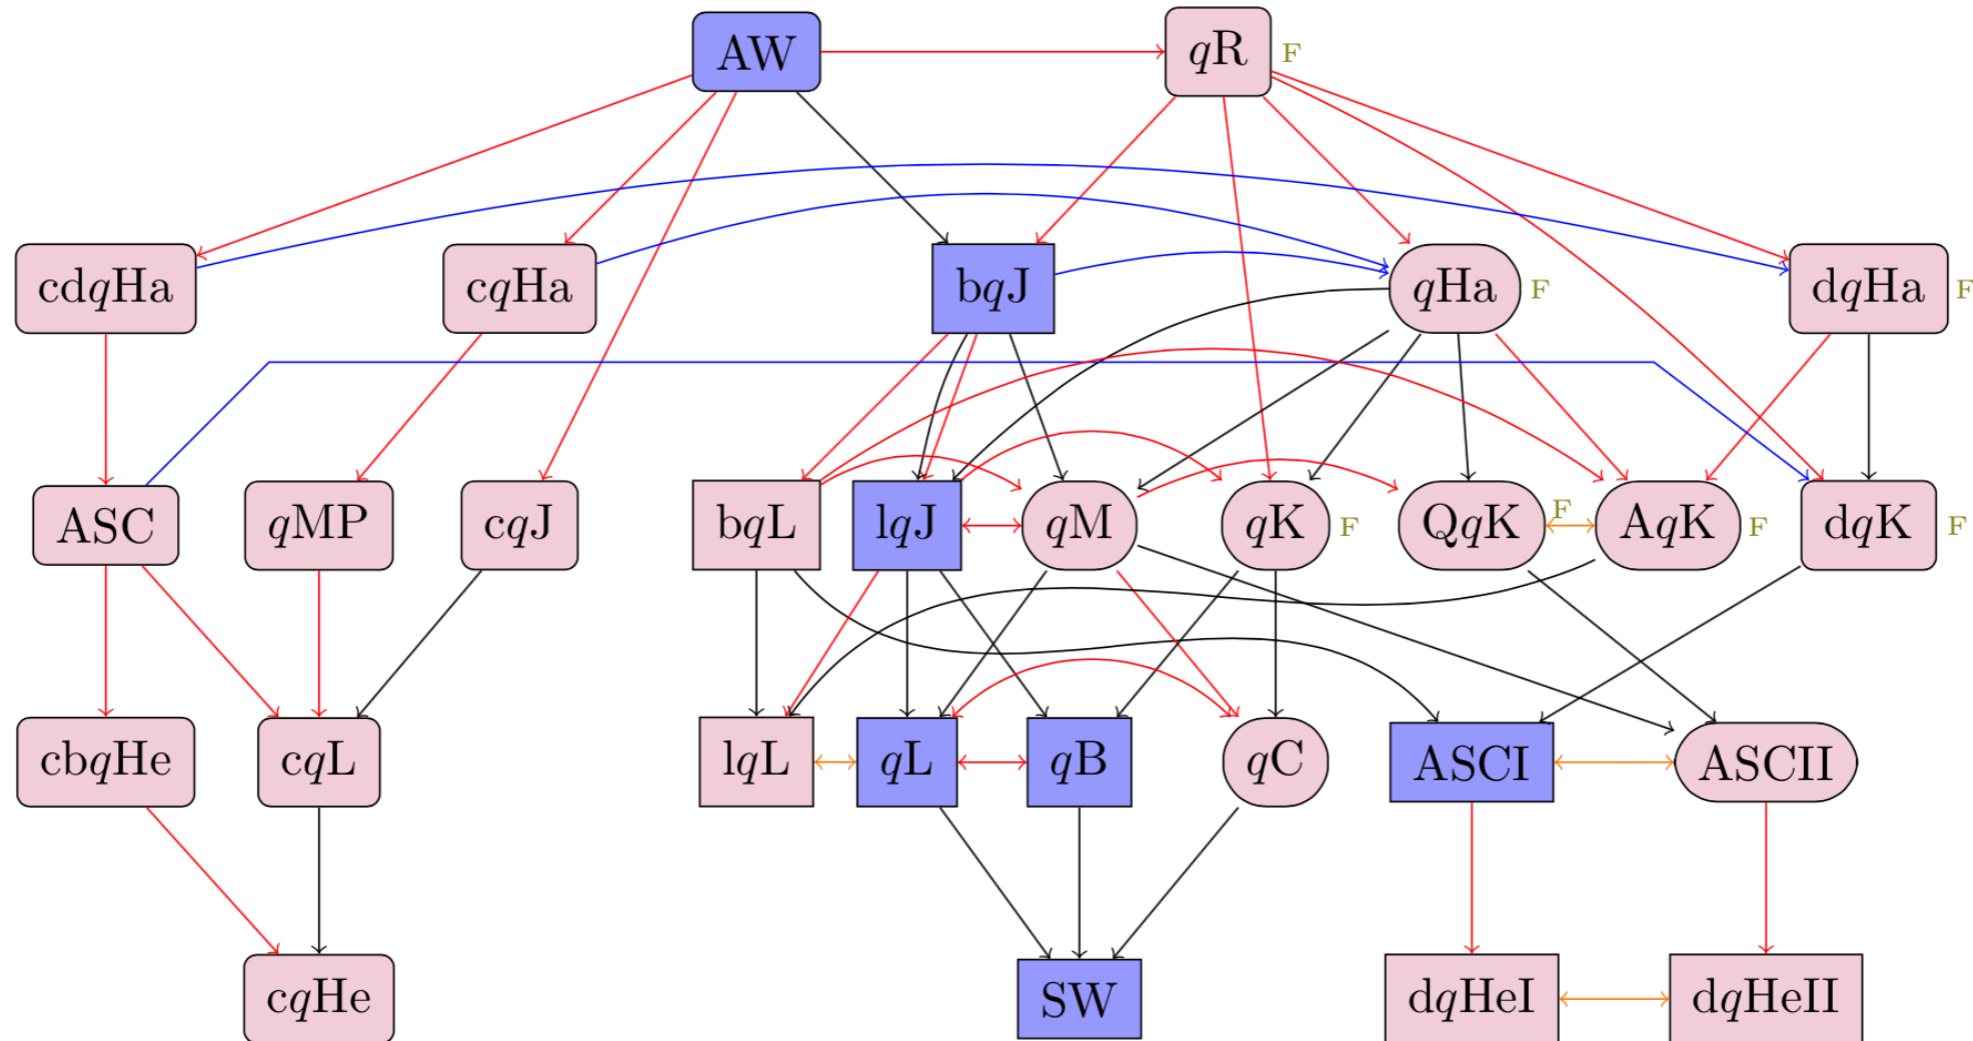 AW qR F
cdqHa cqHa bqJ qHa F dqHa F
ASC qMP cqJ bqL lqJ qM qK F QqK F AqK F dqK F
cbqHe cqL lqL qL qB qC ASCI ASCII
cqHe SW dqHeI dqHeII